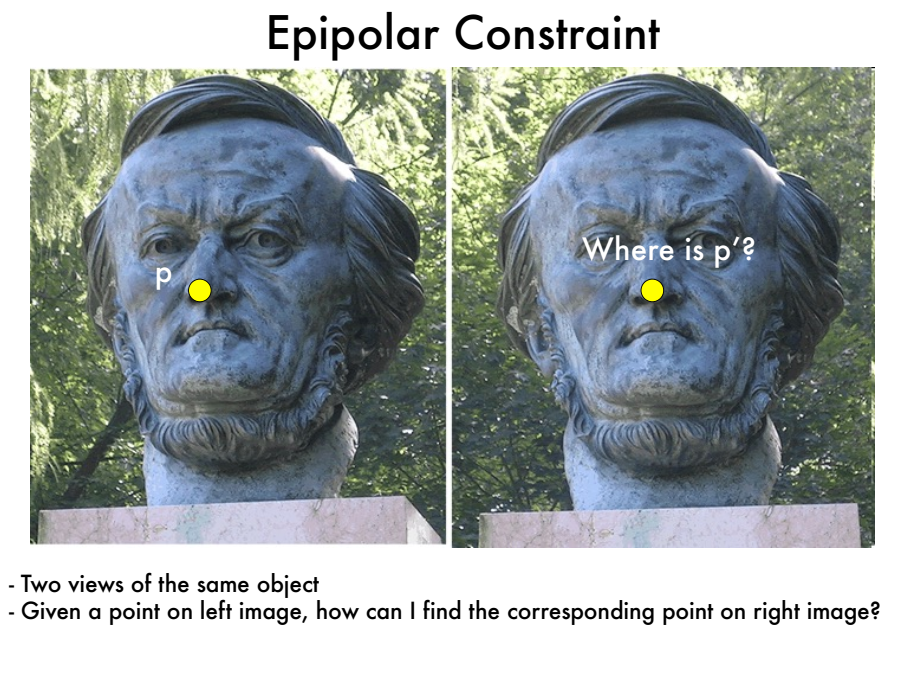 Epipolar Constraint
p
Where is p’?
- Two views of the same object
- Given a point on left image, how can I find the corresponding point on right image?